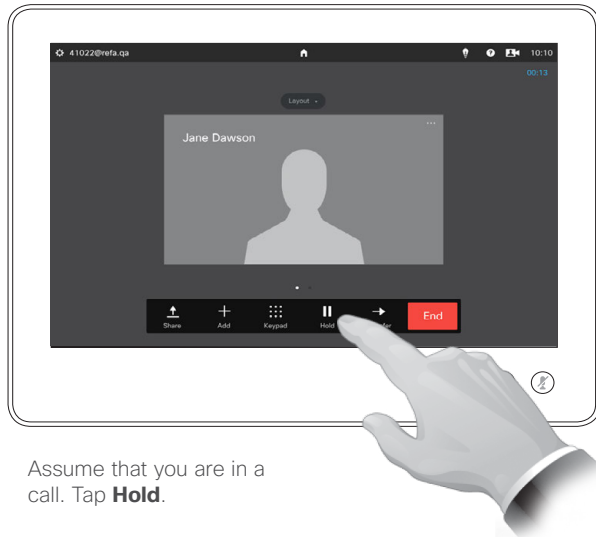 41022@refa.qa
10:10
00:13
Layout
Jane Dawson
Share
Add
Keypad
Hold
End
Assume that you are in a
call. Tap Hold.